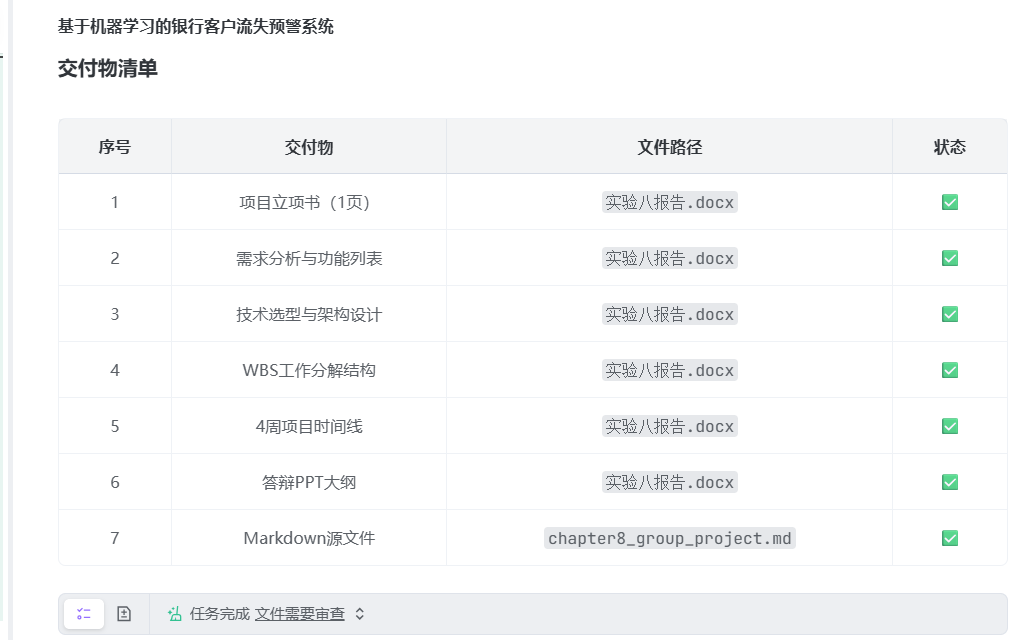 基于机器学习的银行客户流失预警系统
交付物清单
序号 交付物 文件路径 状态
1 项目立项书（1页） 实验八报告.docx
2 需求分析与功能列表 实验八报告.docx
3 技术选型与架构设计 实验八报告.docx
4 WBS工作分解结构 实验八报告.docx
5 4周项目时间线 实验八报告.docx
6 答辩PPT大纲 实验八报告.docx
7 Markdown源文件 chapter8_group_project.md
任务完成 文件需要审查